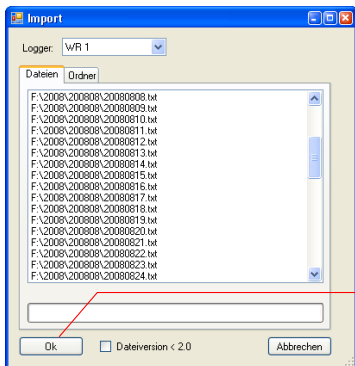 Import
Logger: WR 1
Dateien Ordner
F:\2008\200808\20080808.txt
F:\2008\200808\20080809.txt
F:\2008\200808\20080810.txt
F:\2008\200808\20080811.txt
F:\2008\200808\20080812.txt
F:\2008\200808\20080813.txt
F:\2008\200808\20080814.txt
F:\2008\200808\20080815.txt
F:\2008\200808\20080816.txt
F:\2008\200808\20080817.txt
F:\2008\200808\20080818.txt
F:\2008\200808\20080819.txt
F:\2008\200808\20080820.txt
F:\2008\200808\20080821.txt
F:\2008\200808\20080822.txt
F:\2008\200808\20080823.txt
F:\2008\200808\20080824.txt
Ok Dateiversion < 2.0 Abbrechen